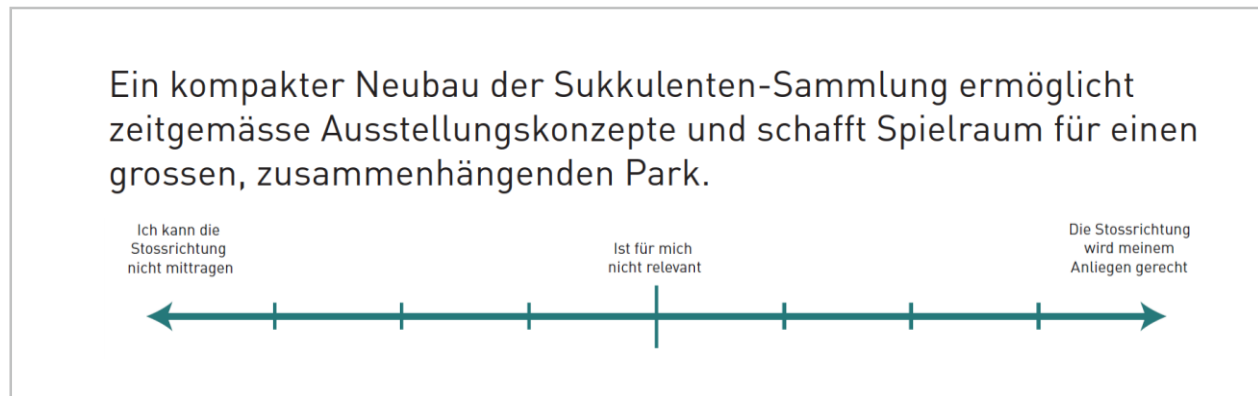 Ein kompakter Neubau der Sukkulenten-Sammlung ermöglicht
zeitgemässe Ausstellungskonzepte und schafft Spielraum für einen
grossen, zusammenhängenden Park.
Ich kann die
Stossrichtung
nicht mittragen
Ist für mich
nicht relevant
Die Stossrichtung
wird meinem
Anliegen gerecht